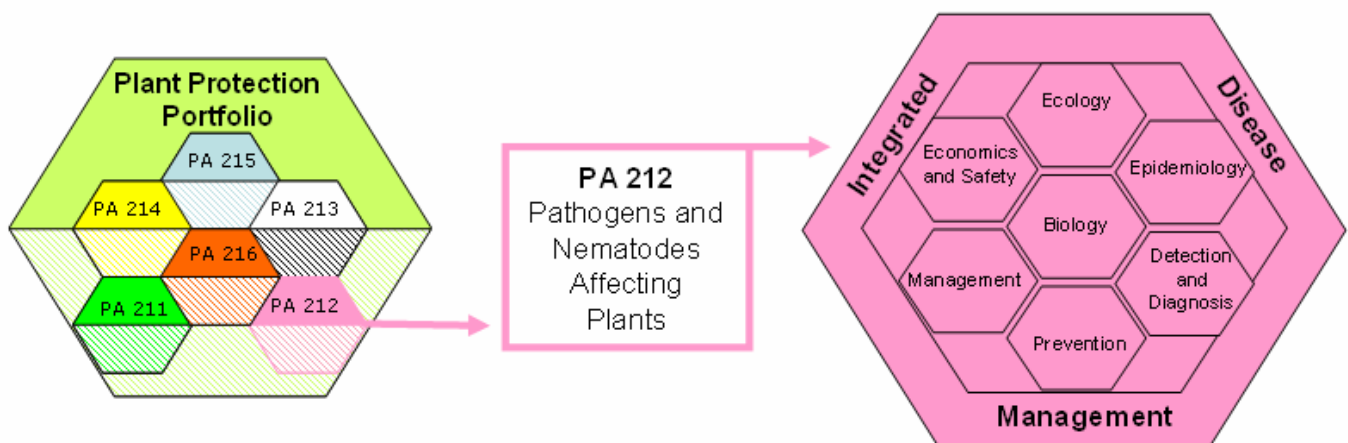 Plant Protection
Portfolio
PA 215
PA 214
PA 213
PA 216
PA 211
PA 212
PA 212
Pathogens and
Nematodes
Affecting
Plants
Integrated
Disease
Management
Ecology
Economics
and Safety
Epidemiology
Biology
Management
Detection
and
Diagnosis
Prevention